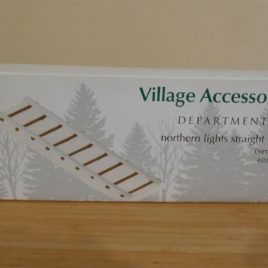 Village Accesso
DEPARTMENT
northern lights straight